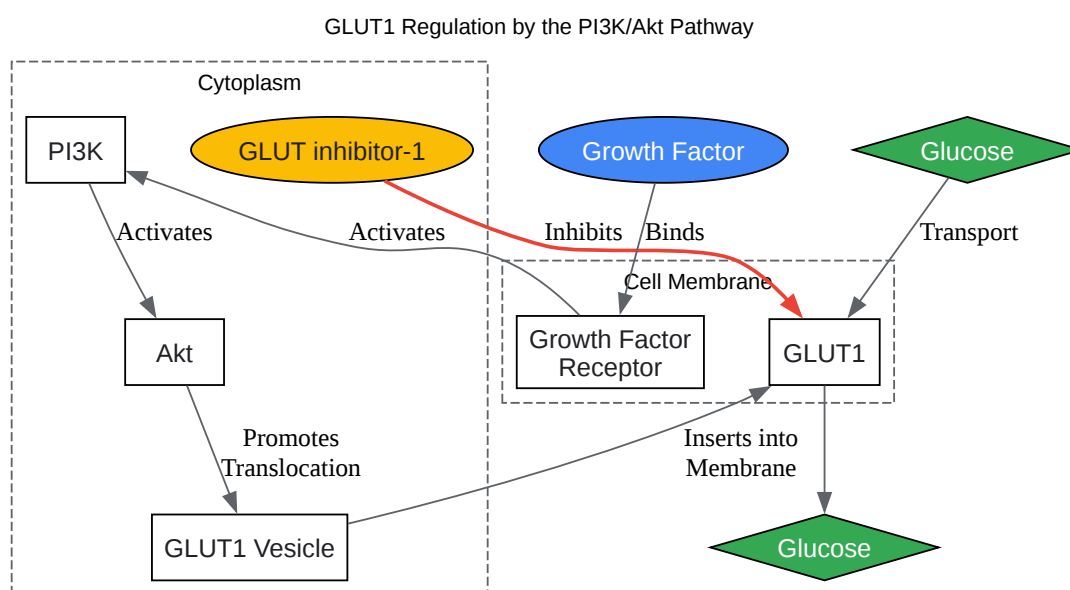 GLUT1 Regulation by the PI3K/Akt Pathway
Cytoplasm
PI3K
GLUT inhibitor-1
Growth Factor
Glucose
Activates
Activates
Inhibits
Binds
Transport
Cell Membrane
Akt
Growth Factor
Receptor
GLUT1
Promotes
Translocation
Inserts into
Membrane
GLUT1 Vesicle
Glucose